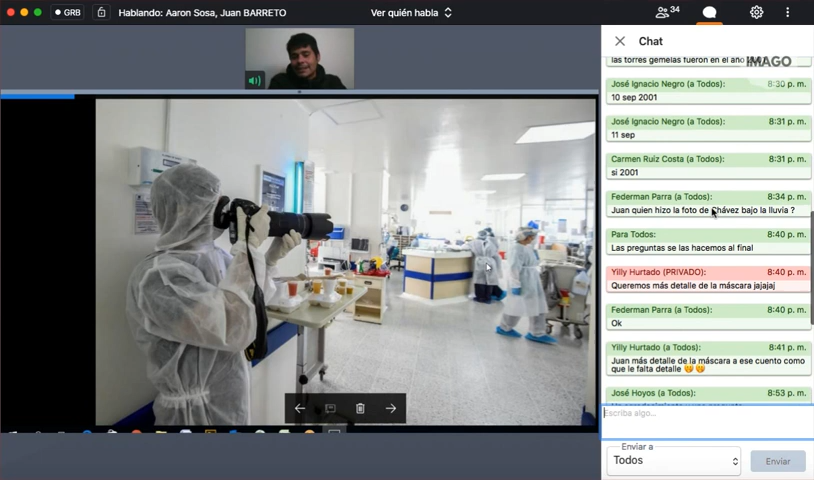 GRB
Hablando: Aaron Sosa, Juan BARRETO
Ver quién habla
34
Chat
las torres gemelas fueron en el año
IMAGO
José Ignacio Negro (a Todos): 8:30 p. m.
10 sep 2001
José Ignacio Negro (a Todos): 8:31 p. m.
11 sep
Carmen Ruiz Costa (a Todos): 8:31 p. m.
si 2001
Federman Parra (a Todos): 8:34 p. m.
Juan quien hizo la foto de Chávez bajo la lluvia ?
Para Todos: 8:40 p. m.
Las preguntas se las hacemos al final
Yilly Hurtado (PRIVADO): 8:40 p. m.
Queremos más detalle de la máscara jajajaj
Federman Parra (a Todos): 8:40 p. m.
Ok
Yilly Hurtado (a Todos): 8:41 p. m.
Juan más detalle de la máscara a ese cuento como
que le falta detalle 🤫🤫
José Hoyos (a Todos): 8:53 p. m.
Escriba algo...
Enviar a
Todos
Enviar